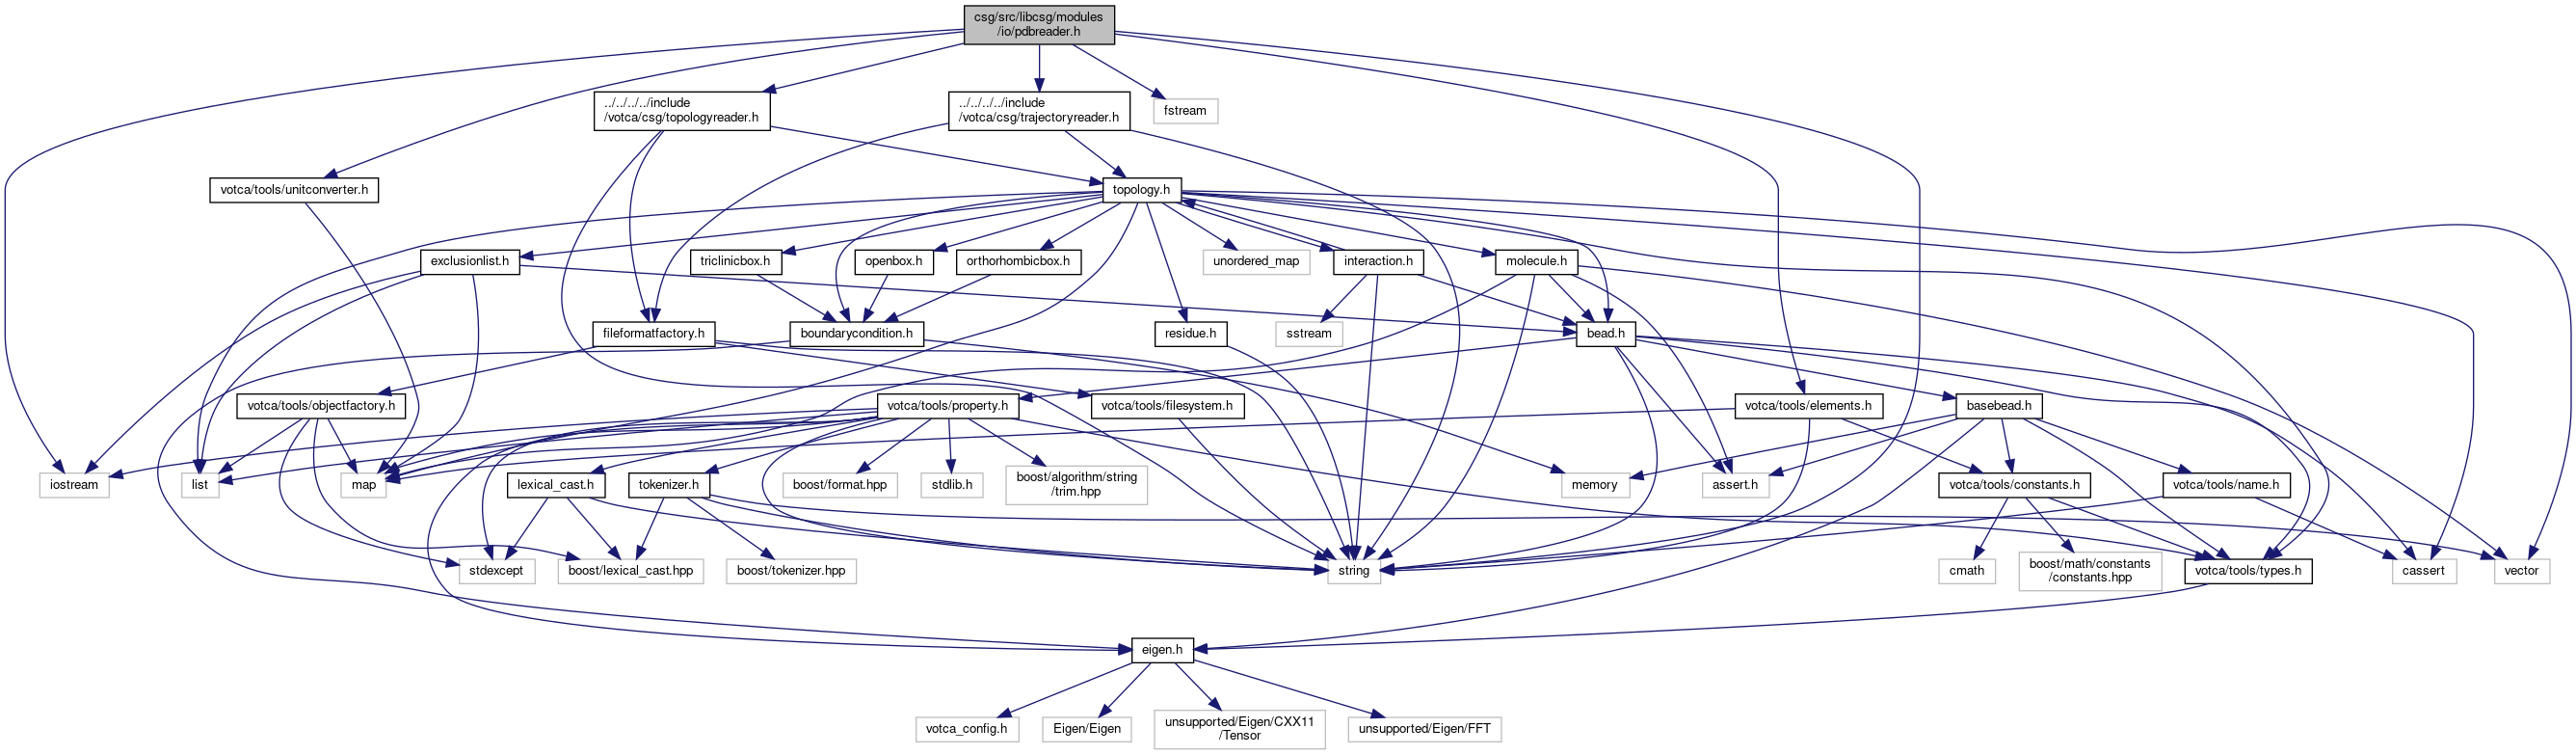 csg/src/libcsg/modules
/io/pdbreader.h
../../../../include
/votca/csg/topologyreader.h
../../../../include
/votca/csg/trajectoryreader.h
fstream
votca/tools/unitconverter.h
topology.h
exclusionlist.h
triclinicbox.h
openbox.h
orthorhombicbox.h
unordered_map
interaction.h
molecule.h
fileformatfactory.h
boundarycondition.h
residue.h
sstream
bead.h
votca/tools/objectfactory.h
votca/tools/property.h
votca/tools/filesystem.h
votca/tools/elements.h
basebead.h
iostream
list
map
lexical_cast.h
tokenizer.h
boost/format.hpp
stdlib.h
boost/algorithm/string
/trim.hpp
memory
assert.h
votca/tools/constants.h
votca/tools/name.h
stdexcept
boost/lexical_cast.hpp
boost/tokenizer.hpp
string
cmath
boost/math/constants
/constants.hpp
votca/tools/types.h
cassert
vector
eigen.h
votca_config.h
Eigen/Eigen
unsupported/Eigen/CXX11
/Tensor
unsupported/Eigen/FFT